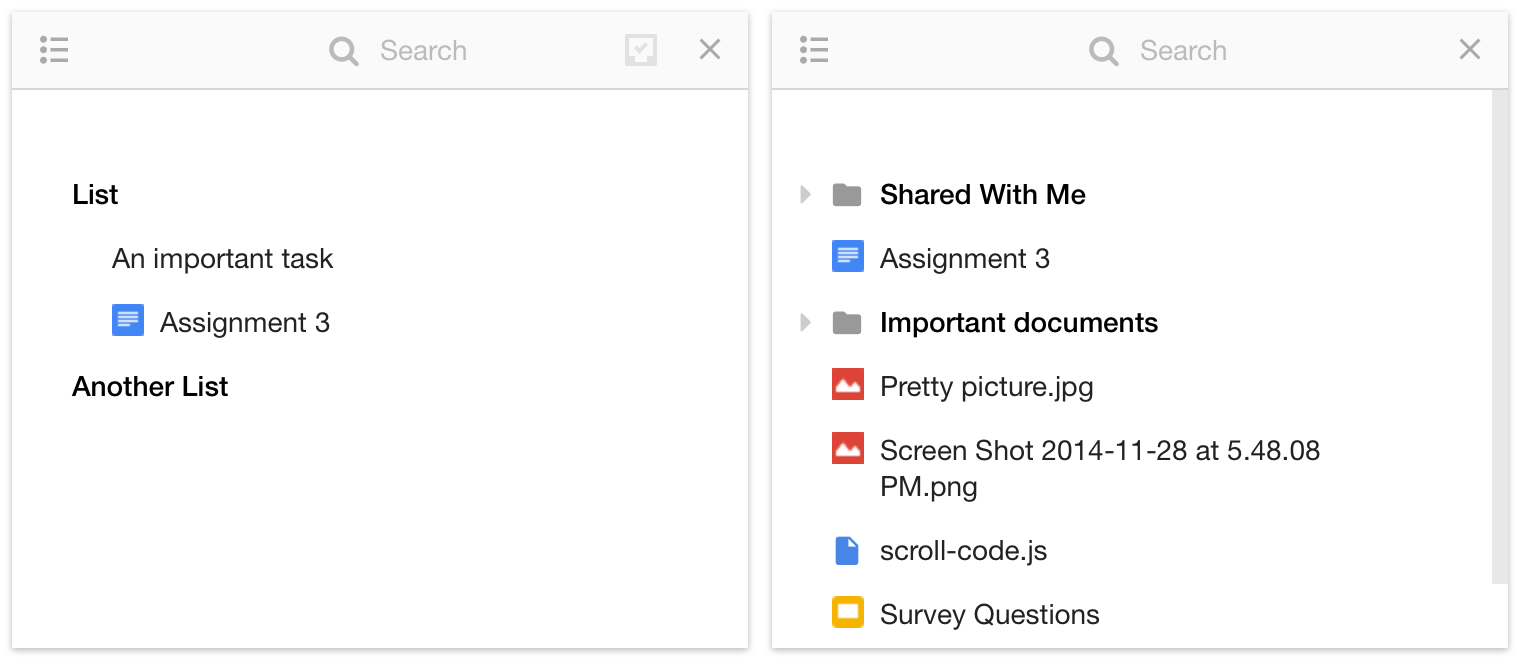 Search
List
An important task
Assignment 3
Another List
Search
Shared With Me
Assignment 3
Important documents
Pretty picture.jpg
Screen Shot 2014-11-28 at 5.48.08
PM.png
scroll-code.js
Survey Questions